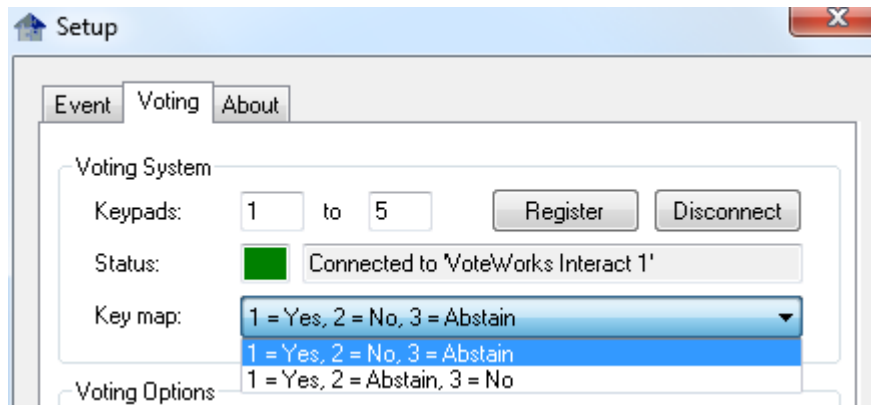 Setup
Event Voting About
Voting System
Keypads: 1 to 5 Register Disconnect
Status: Connected to 'VoteWorks Interact 1'
Key map: 1 = Yes, 2 = No, 3 = Abstain
1 = Yes, 2 = No, 3 = Abstain
1 = Yes, 2 = Abstain, 3 = No
Voting Options